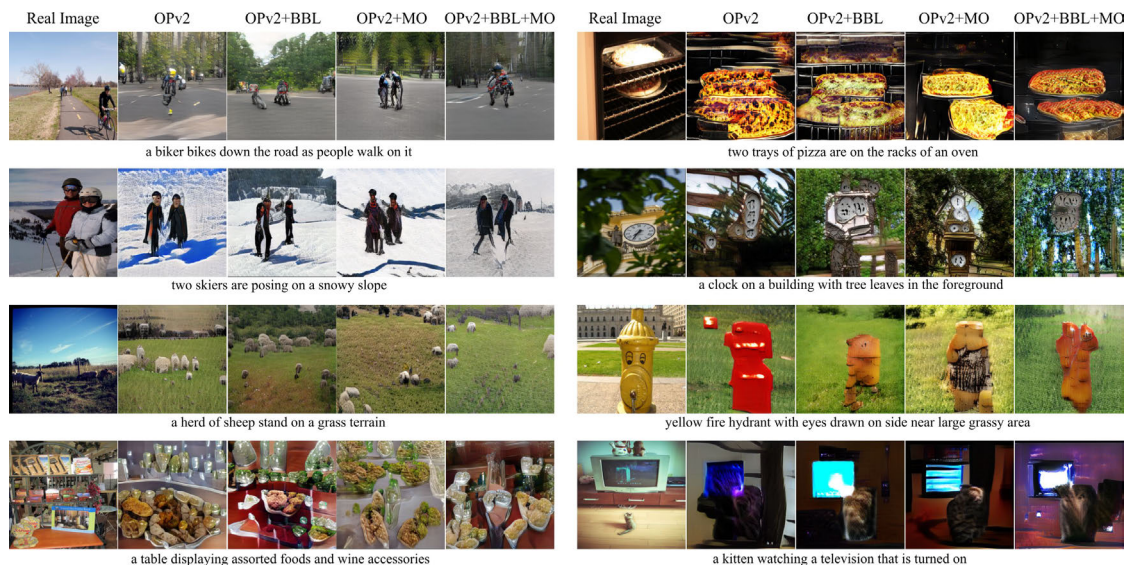 Real Image OPv2 OPv2+BBL OPv2+MO OPv2+BBL+MO
a biker bikes down the road as people walk on it
two skiers are posing on a snowy slope
a herd of sheep stand on a grass terrain
a table displaying assorted foods and wine accessories
Real Image OPv2 OPv2+BBL OPv2+MO OPv2+BBL+MO
two trays of pizza are on the racks of an oven
a clock on a building with tree leaves in the foreground
yellow fire hydrant with eyes drawn on side near large grassy area
a kitten watching a television that is turned on